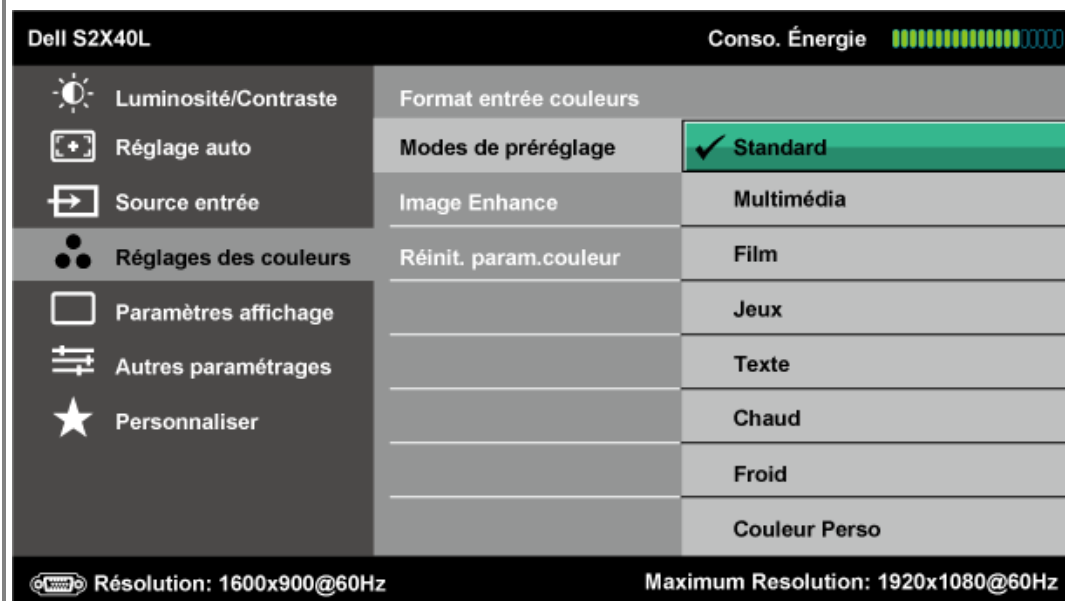 Dell S2X40L
Conso. Énergie
Luminosité/Contraste
Réglage auto
Source entrée
Réglages des couleurs
Paramètres affichage
Autres paramétrages
Personnaliser
Format entrée couleurs
Modes de préréglage
Image Enhance
Réinit. param.couleur
Standard
Multimédia
Film
Jeux
Texte
Chaud
Froid
Couleur Perso
Résolution: 1600x900@60Hz
Maximum Resolution: 1920x1080@60Hz